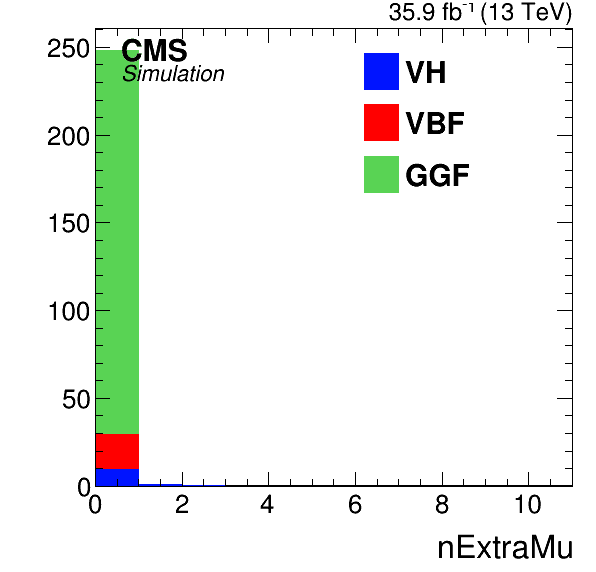 35.9 fb⁻¹ (13 TeV)
CMS
Simulation
VH
VBF
GGF
250
200
150
100
50
0
0 2 4 6 8 10
nExtraMu